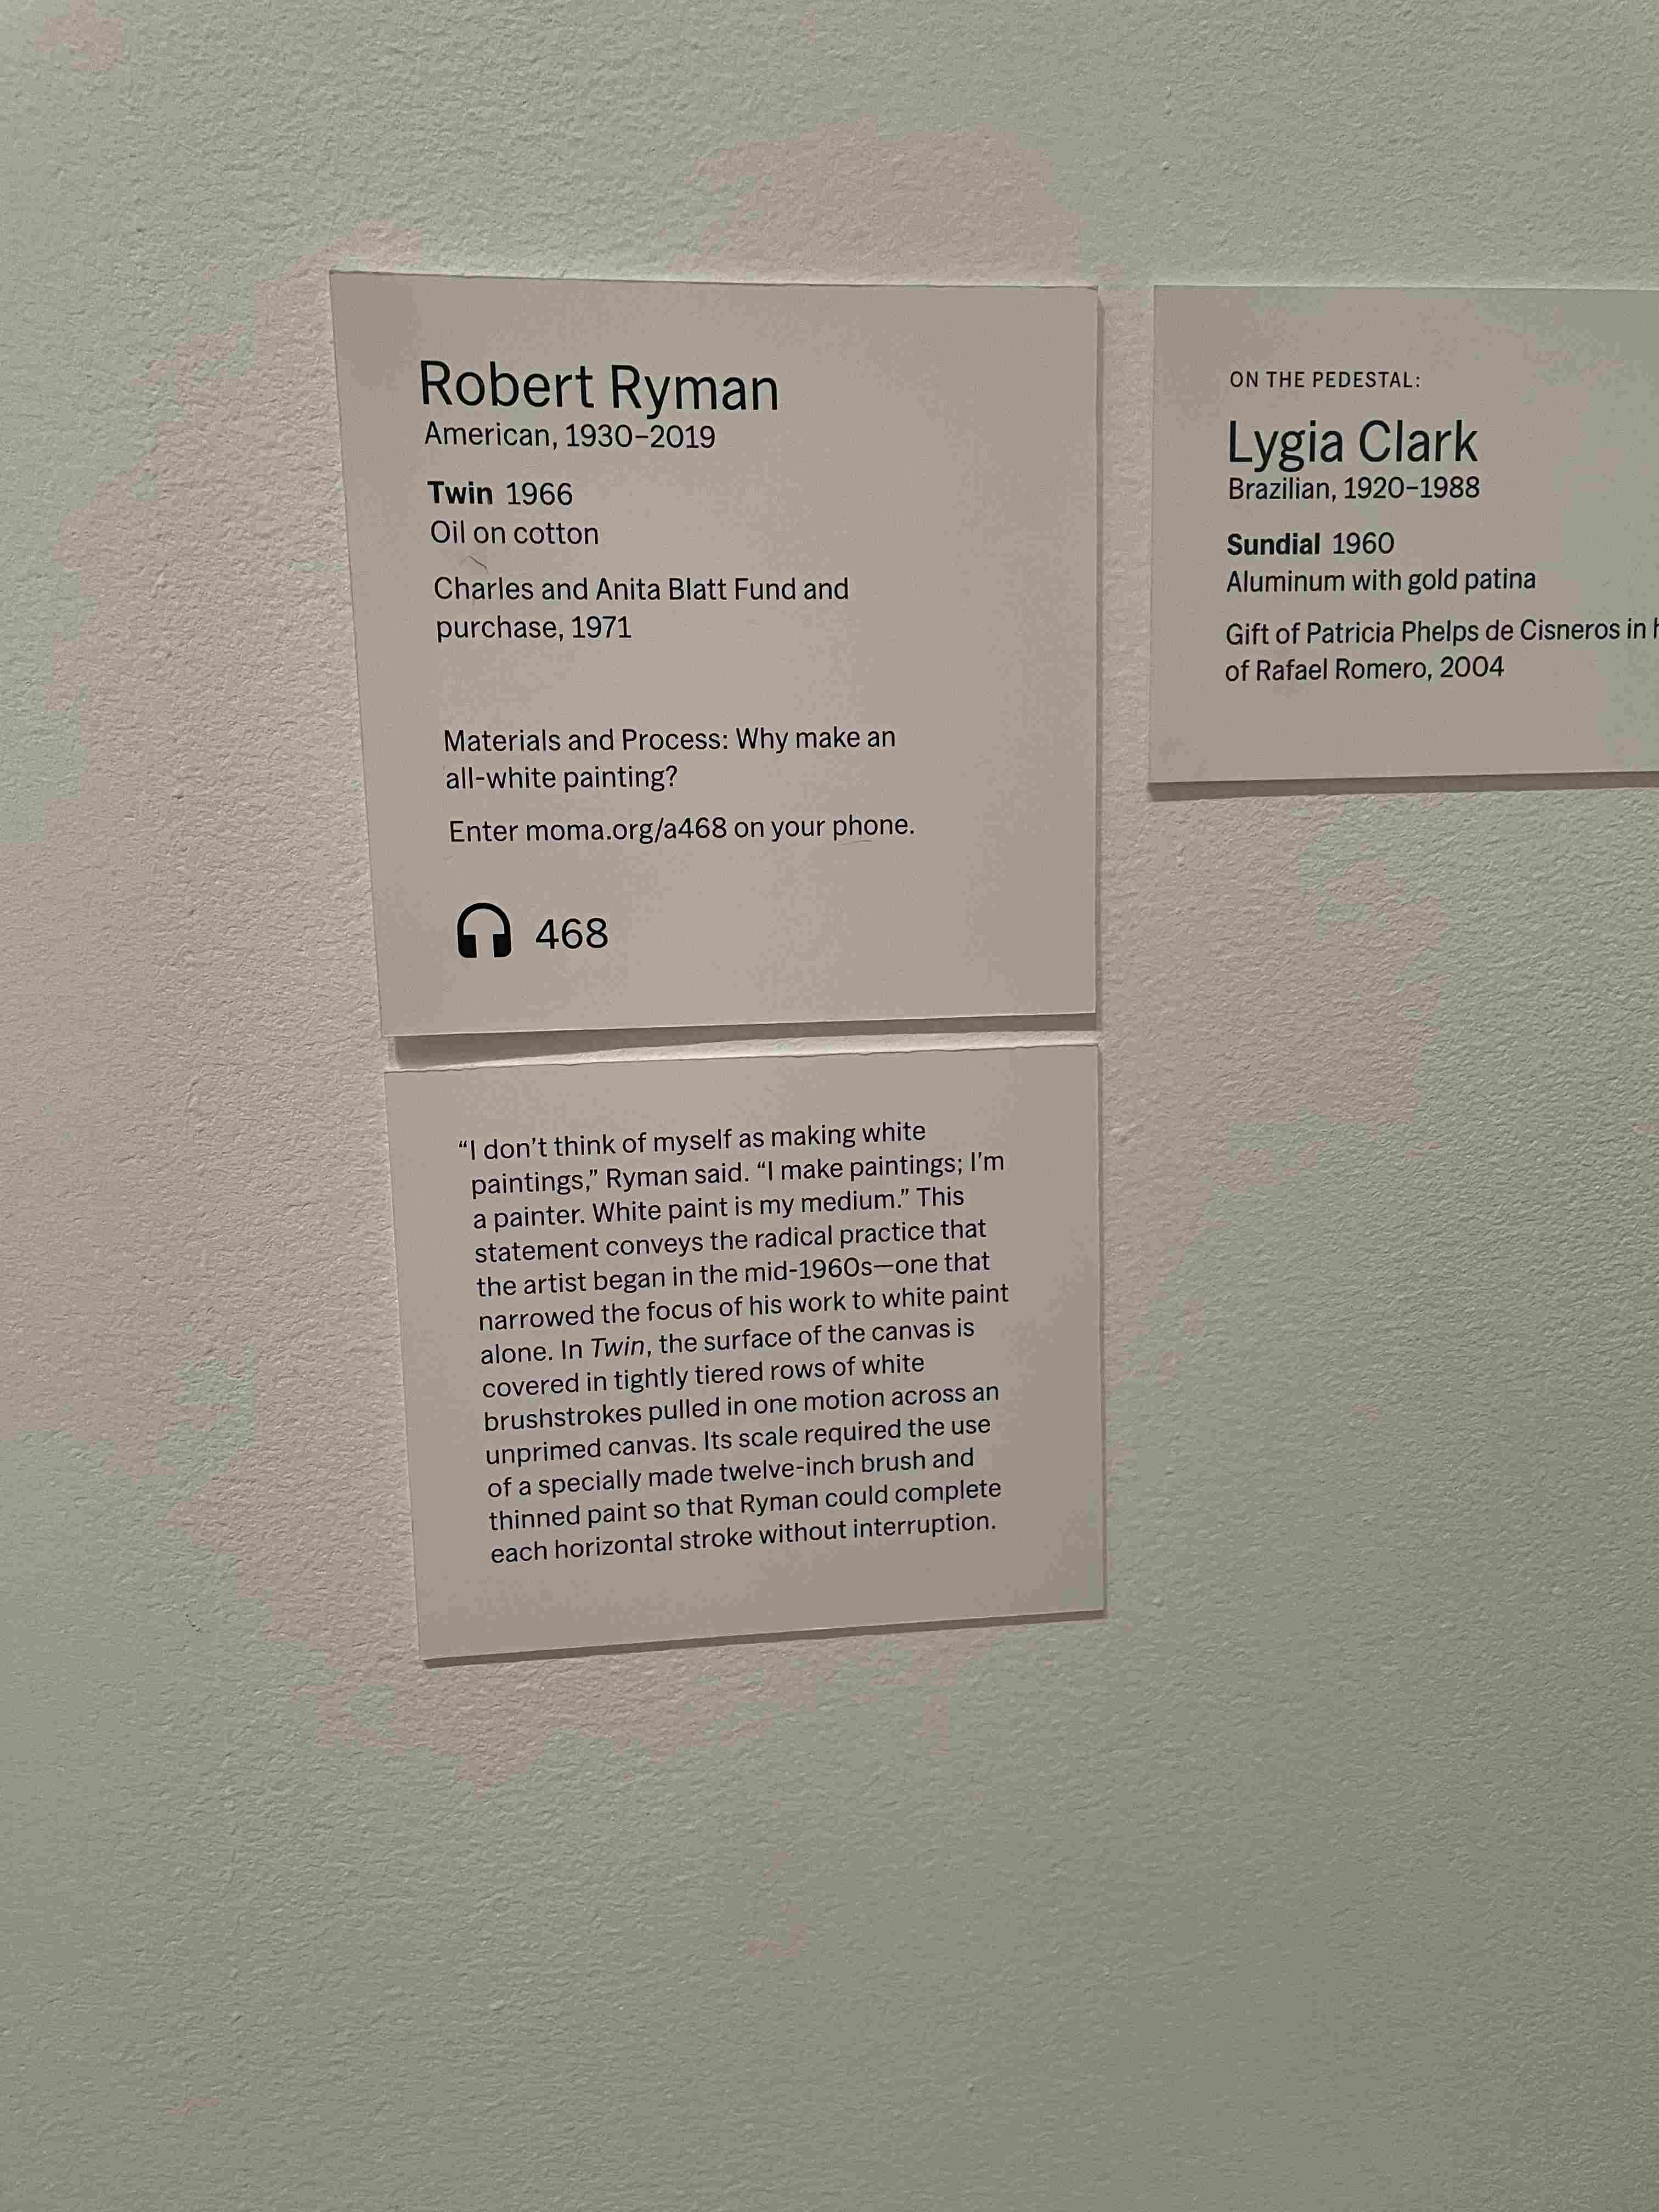 Robert Ryman
American, 1930–2019
Twin 1966
Oil on cotton
Charles and Anita Blatt Fund and
purchase, 1971
Materials and Process: Why make an
all-white painting?
Enter moma.org/a468 on your phone.
468
“I don’t think of myself as making white
paintings,” Ryman said. “I make paintings; I’m
a painter. White paint is my medium.” This
statement conveys the radical practice that
the artist began in the mid-1960s—one that
narrowed the focus of his work to white paint
alone. In Twin, the surface of the canvas is
covered in tightly tiered rows of white
brushstrokes pulled in one motion across an
unprimed canvas. Its scale required the use
of a specially made twelve-inch brush and
thinned paint so that Ryman could complete
each horizontal stroke without interruption.
ON THE PEDESTAL:
Lygia Clark
Brazilian, 1920–1988
Sundial 1960
Aluminum with gold patina
Gift of Patricia Phelps de Cisneros in
of Rafael Romero, 2004